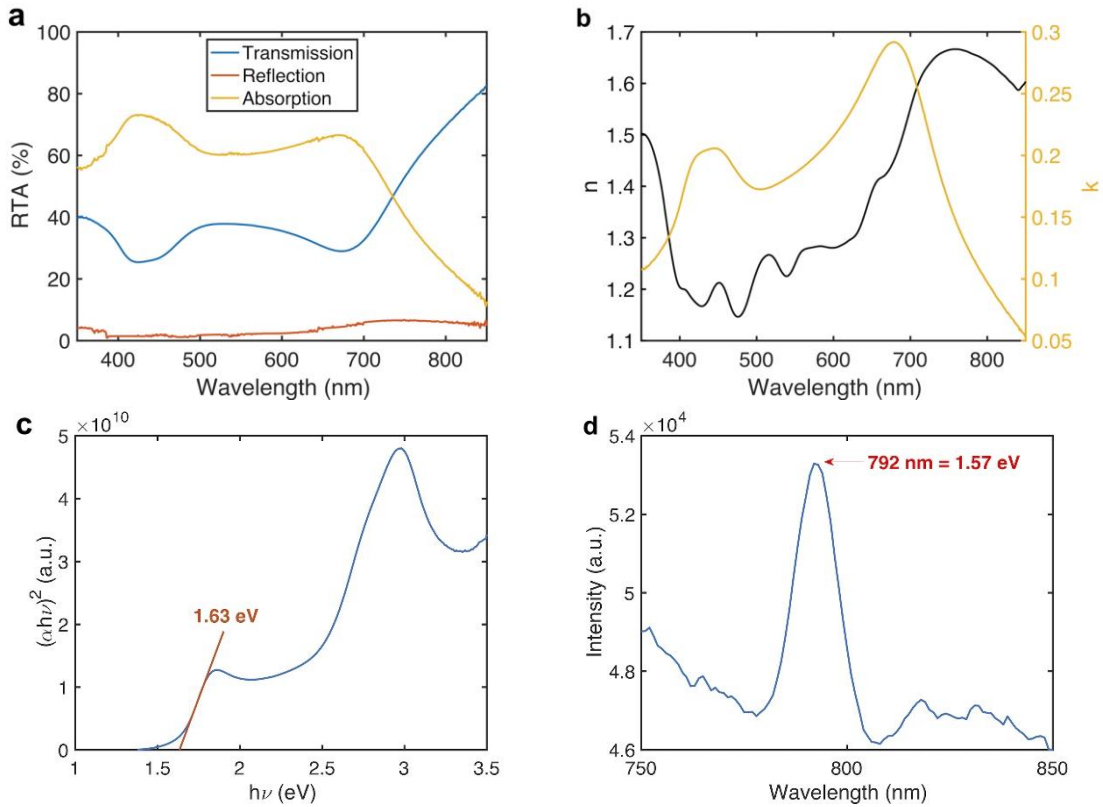 a
100
80
60
40
20
0
RTA (%)
Transmission
Reflection
Absorption
400 500 600 700 800
Wavelength (nm)
b
1.7
1.6
1.5
1.4
1.3
1.2
1.1
n
0.3
0.25
0.2
0.15
0.1
0.05
k
400 500 600 700 800
Wavelength (nm)
c
×10¹⁰
5
4
3
2
1
0
(αhν)² (a.u.)
1.63 eV
1 1.5 2 2.5 3 3.5
hν (eV)
d
×10⁴
5.4
5.2
5
4.8
4.6
Intensity (a.u.)
792 nm = 1.57 eV
750 800 850
Wavelength (nm)